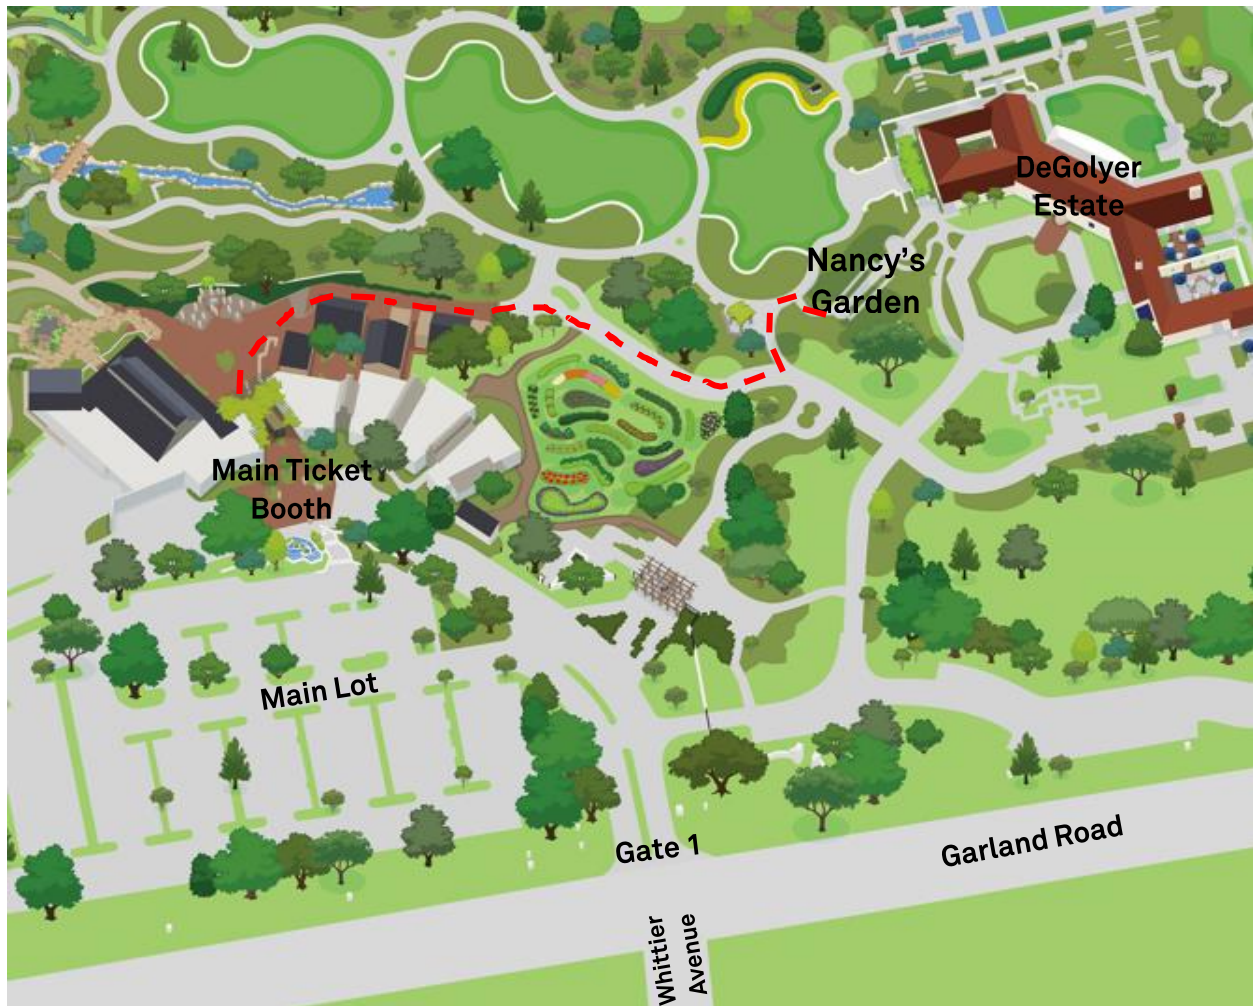 DeGolyer
Estate
Nancy's
Garden
Main Ticket
Booth
Main Lot
Gate 1
Garland Road
Whittier
Avenue